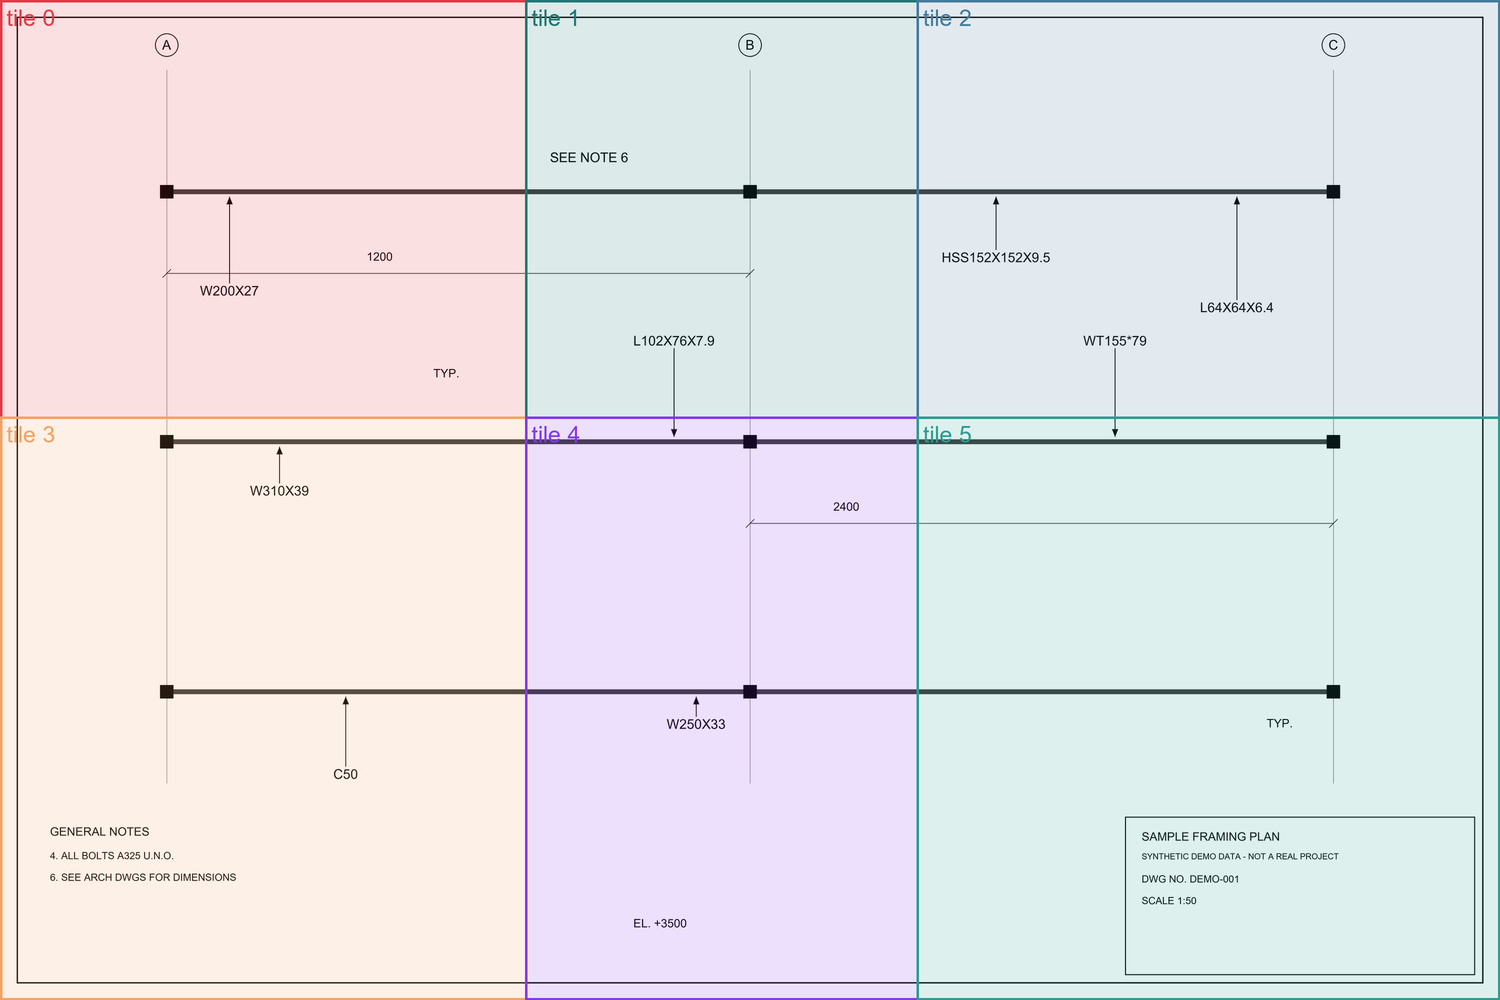 tile 0
tile 1
tile 2
A
B
C
SEE NOTE 6
1200
HSS152X152X9.5
W200X27
L64X64X6.4
L102X76X7.9
WT155*79
TYP.
tile 3
tile 4
tile 5
W310X39
2400
W250X33
TYP.
C50
GENERAL NOTES
4. ALL BOLTS A325 U.N.O.
6. SEE ARCH DWGS FOR DIMENSIONS
EL. +3500
SAMPLE FRAMING PLAN
SYNTHETIC DEMO DATA - NOT A REAL PROJECT
DWG NO. DEMO-001
SCALE 1:50